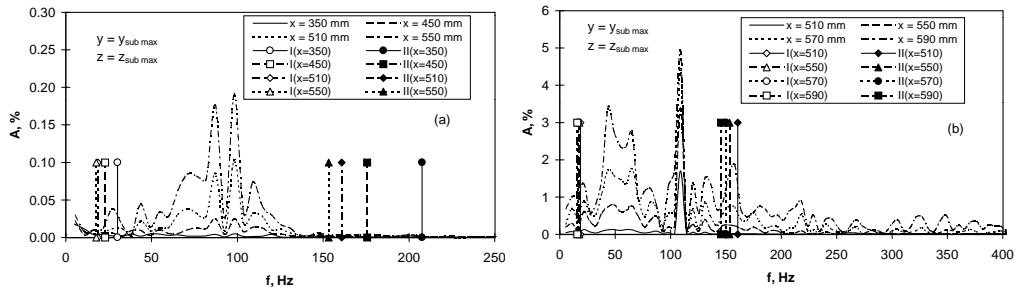 0.30
0.25
0.20
0.15
0.10
0.05
0.00
A, %
0
50
100
150
200
250
f, Hz
y = ysub max
z = zsub max
x = 350 mm
x = 450 mm
x = 510 mm
x = 550 mm
I(x=350)
II(x=350)
I(x=450)
II(x=450)
I(x=510)
II(x=510)
I(x=550)
II(x=550)
(a)
6
5
4
3
2
1
0
A, %
0
50
100
150
200
250
300
350
400
f, Hz
y = ysub max
z = zsub max
x = 510 mm
x = 550 mm
x = 570 mm
x = 590 mm
I(x=510)
II(x=510)
I(x=550)
II(x=550)
I(x=570)
II(x=570)
I(x=590)
II(x=590)
(b)